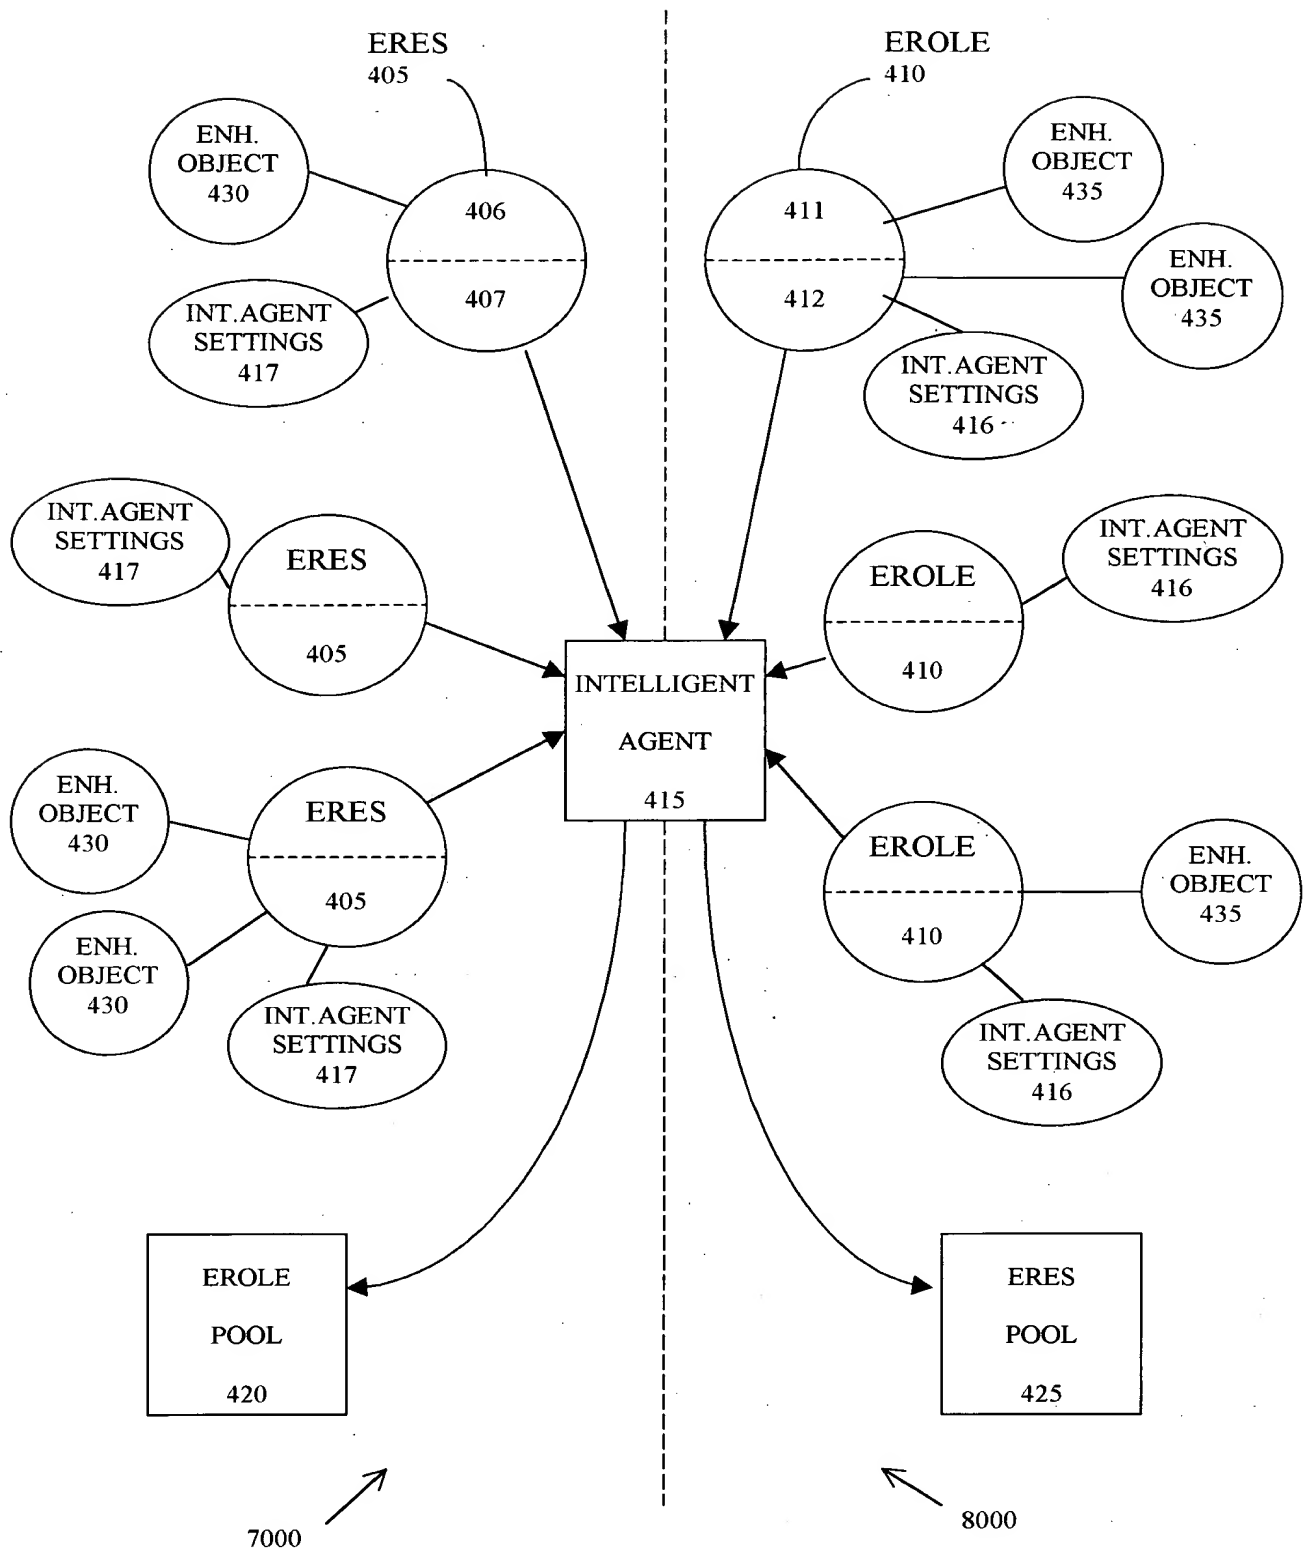 ERES
405
EROLE
410
ENH.
OBJECT
430
406
407
INT.AGENT
SETTINGS
417
411
412
ENH.
OBJECT
435
ENH.
OBJECT
435
INT.AGENT
SETTINGS
416
INT.AGENT
SETTINGS
417
ERES
405
EROLE
410
INT.AGENT
SETTINGS
416
INTELLIGENT
AGENT
415
ENH.
OBJECT
430
ERES
405
ENH.
OBJECT
430
INT.AGENT
SETTINGS
417
EROLE
410
ENH.
OBJECT
435
INT.AGENT
SETTINGS
416
EROLE
POOL
420
ERES
POOL
425
7000
8000